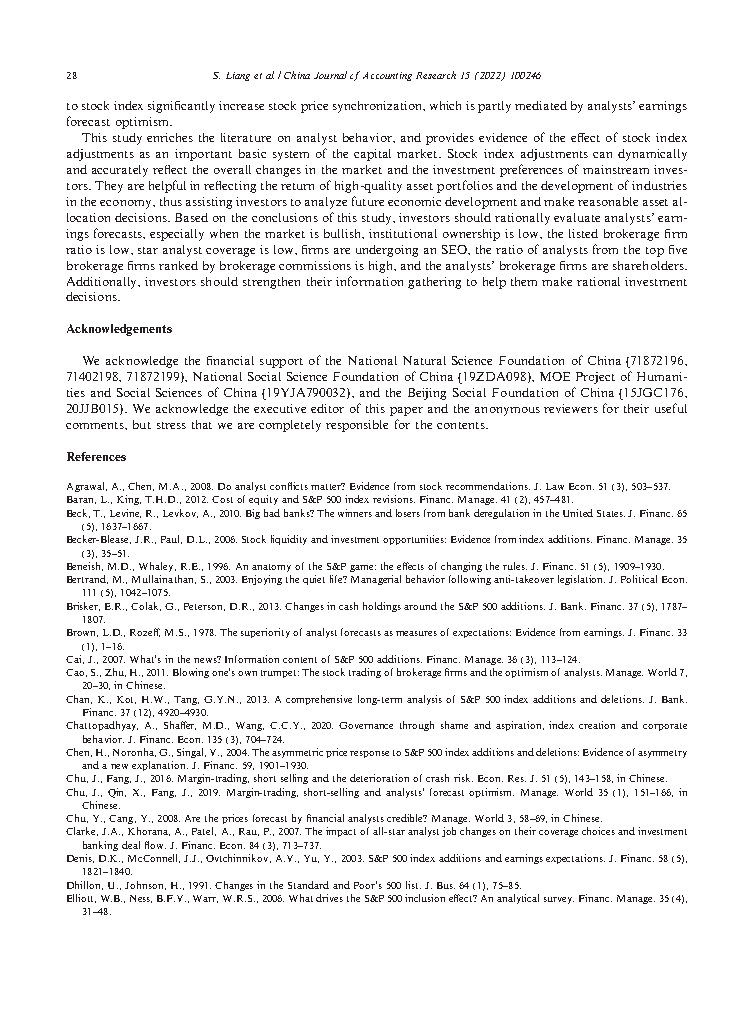 28
S. Liang et al. / China Journal of Accounting Research 15 (2022) 100246
to stock index significantly increase stock price synchronization, which is partly mediated by analysts' earnings
forecast optimism.
This study enriches the literature on analyst behavior, and provides evidence of the effect of stock index
adjustments as an important basic system of the capital market. Stock index adjustments can dynamically
and accurately reflect the overall changes in the market and the investment preferences of mainstream inves-
tors. They are helpful in reflecting the return of high-quality asset portfolios and the development of industries
in the economy, thus assisting investors to analyze future economic development and make reasonable asset al-
location decisions. Based on the conclusions of this study, investors should rationally evaluate analysts' earn-
ings forecasts, especially when the market is bullish, institutional ownership is low, the listed brokerage firm
ratio is low, star analyst coverage is low, firms are undergoing an SEO, the ratio of analysts from the top five
brokerage firms ranked by brokerage commissions is high, and the analysts' brokerage firms are shareholders.
Additionally, investors should strengthen their information gathering to help them make rational investment
decisions.
Acknowledgements
We acknowledge the financial support of the National Natural Science Foundation of China {71872196,
71402198, 71872199}, National Social Science Foundation of China {19ZDA098}, MOE Project of Humani-
ties and Social Sciences of China {19YJA790032}, and the Beijing Social Foundation of China {15JGC176,
20JJB015}. We acknowledge the executive editor of this paper and the anonymous reviewers for their useful
comments, but stress that we are completely responsible for the contents.
References
Agrawal, A., Chen, M.A., 2008. Do analyst conflicts matter? Evidence from stock recommendations. J. Law Econ. 51 (3), 503–537.
Baran, L., King, T.H.D., 2012. Cost of equity and S&P 500 index revisions. Financ. Manage. 41 (2), 457–481.
Beck, T., Levine, R., Levkov, A., 2010. Big bad banks? The winners and losers from bank deregulation in the United States. J. Financ. 65
(5), 1637–1667.
Becker-Blease, J.R., Paul, D.L., 2006. Stock liquidity and investment opportunities: Evidence from index additions. Financ. Manage. 35
(3), 35–51.
Beneish, M.D., Whaley, R.E., 1996. An anatomy of the S&P game: the effects of changing the rules. J. Financ. 51 (5), 1909–1930.
Bertrand, M., Mullainathan, S., 2003. Enjoying the quiet life? Managerial behavior following anti-takeover legislation. J. Political Econ.
111 (5), 1042–1075.
Brisker, E.R., Colak, G., Peterson, D.R., 2013. Changes in cash holdings around the S&P 500 additions. J. Bank. Financ. 37 (5), 1787–
1807.
Brown, L.D., Rozeff, M.S., 1978. The superiority of analyst forecasts as measures of expectations: Evidence from earnings. J. Financ. 33
(1), 1–16.
Cai, J., 2007. What's in the news? Information content of S&P 500 additions. Financ. Manage. 36 (3), 113–124.
Cao, S., Zhu, H., 2011. Blowing one's own trumpet: The stock trading of brokerage firms and the optimism of analysts. Manage. World 7,
20–30, in Chinese.
Chan, K., Kot, H.W., Tang, G.Y.N., 2013. A comprehensive long-term analysis of S&P 500 index additions and deletions. J. Bank.
Financ. 37 (12), 4920–4930.
Chattopadhyay, A., Shaffer, M.D., Wang, C.C.Y., 2020. Governance through shame and aspiration, index creation and corporate
behavior. J. Financ. Econ. 135 (3), 704–724.
Chen, H., Noronha, G., Singal, V., 2004. The asymmetric price response to S&P 500 index additions and deletions: Evidence of asymmetry
and a new explanation. J. Financ. 59, 1901–1930.
Chu, J., Fang, J., 2016. Margin-trading, short selling and the deterioration of crash risk. Econ. Res. J. 51 (5), 143–158, in Chinese.
Chu, J., Qin, X., Fang, J., 2019. Margin-trading, short-selling and analysts' forecast optimism. Manage. World 35 (1), 151–166, in
Chinese.
Chu, Y., Cang, Y., 2008. Are the prices forecast by financial analysts credible? Manage. World 3, 58–69, in Chinese.
Clarke, J.A., Khorana, A., Patel, A., Rau, P., 2007. The impact of all-star analyst job changes on their coverage choices and investment
banking deal flow. J. Financ. Econ. 84 (3), 713–737.
Denis, D.K., McConnell, J.J., Ovtchinnikov, A.V., Yu, Y., 2003. S&P 500 index additions and earnings expectations. J. Financ. 58 (5),
1821–1840.
Dhillon, U., Johnson, H., 1991. Changes in the Standard and Poor's 500 list. J. Bus. 64 (1), 75–85.
Elliott, W.B., Ness, B.F.V., Warr, W.R.S., 2006. What drives the S&P 500 inclusion effect? An analytical survey. Financ. Manage. 35 (4),
31–48.